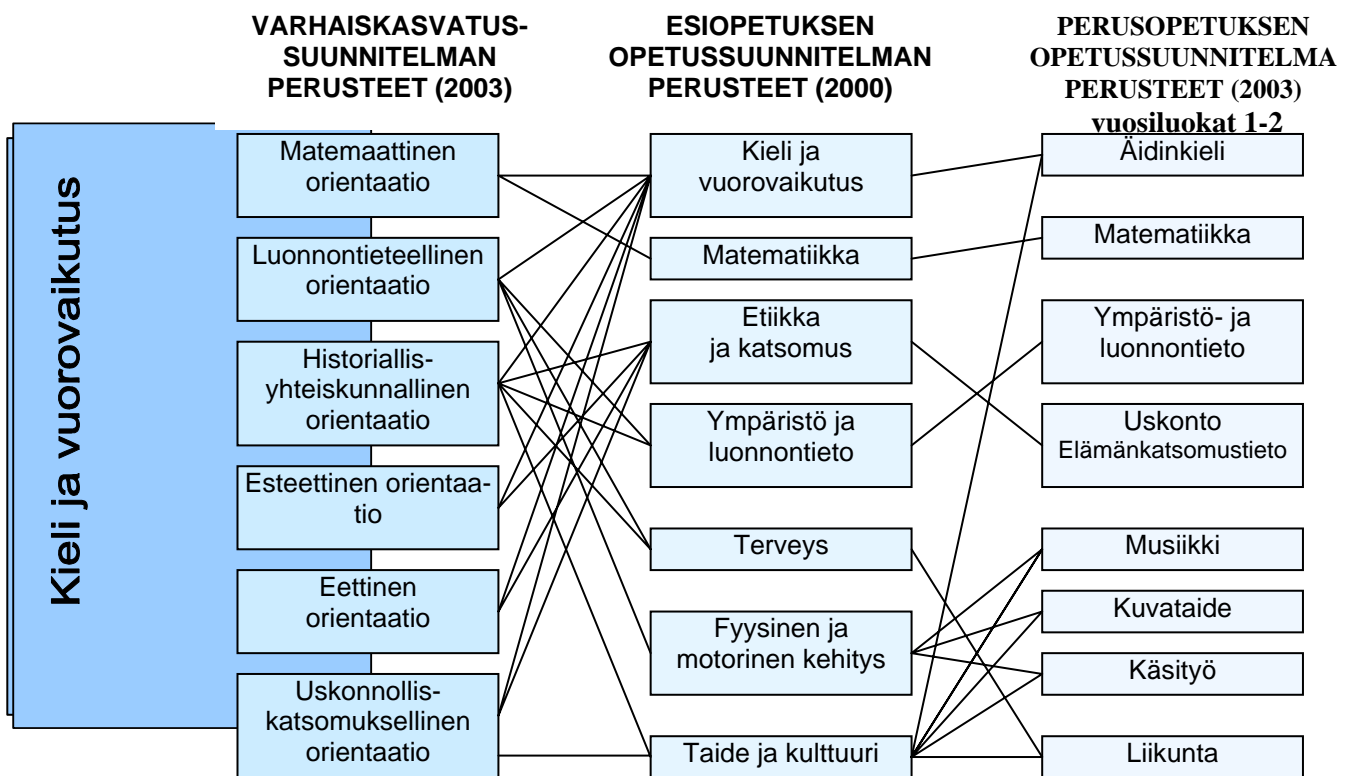 VARHAISKASVATUS-
SUUNNITELMAN
PERUSTEET (2003)
ESIOPETUKSEN
OPETUSSUUNNITELMAN
PERUSTEET (2000)
PERUSOPETUKSEN
OPETUSSUUNNITELMA
PERUSTEET (2003)
vuosiluokat 1-2
Kieli ja vuorovaikutus
Matemaattinen
orientaatio
Luonnontieteellinen
orientaatio
Historiallis-
yhteiskunnallinen
orientaatio
Esteettinen orientaa-
tio
Eettinen
orientaatio
Uskonnollis-
katsomuksellinen
orientaatio
Kieli ja
vuorovaikutus
Matematiikka
Etiikka
ja katsomus
Ympäristö ja
luonnontieto
Terveys
Fyysinen ja
motorinen kehitys
Taide ja kulttuuri
Äidinkieli
Matematiikka
Ympäristö- ja
luonnontieto
Uskonto
Elämänkatsomustieto
Musiikki
Kuvataide
Käsityö
Liikunta